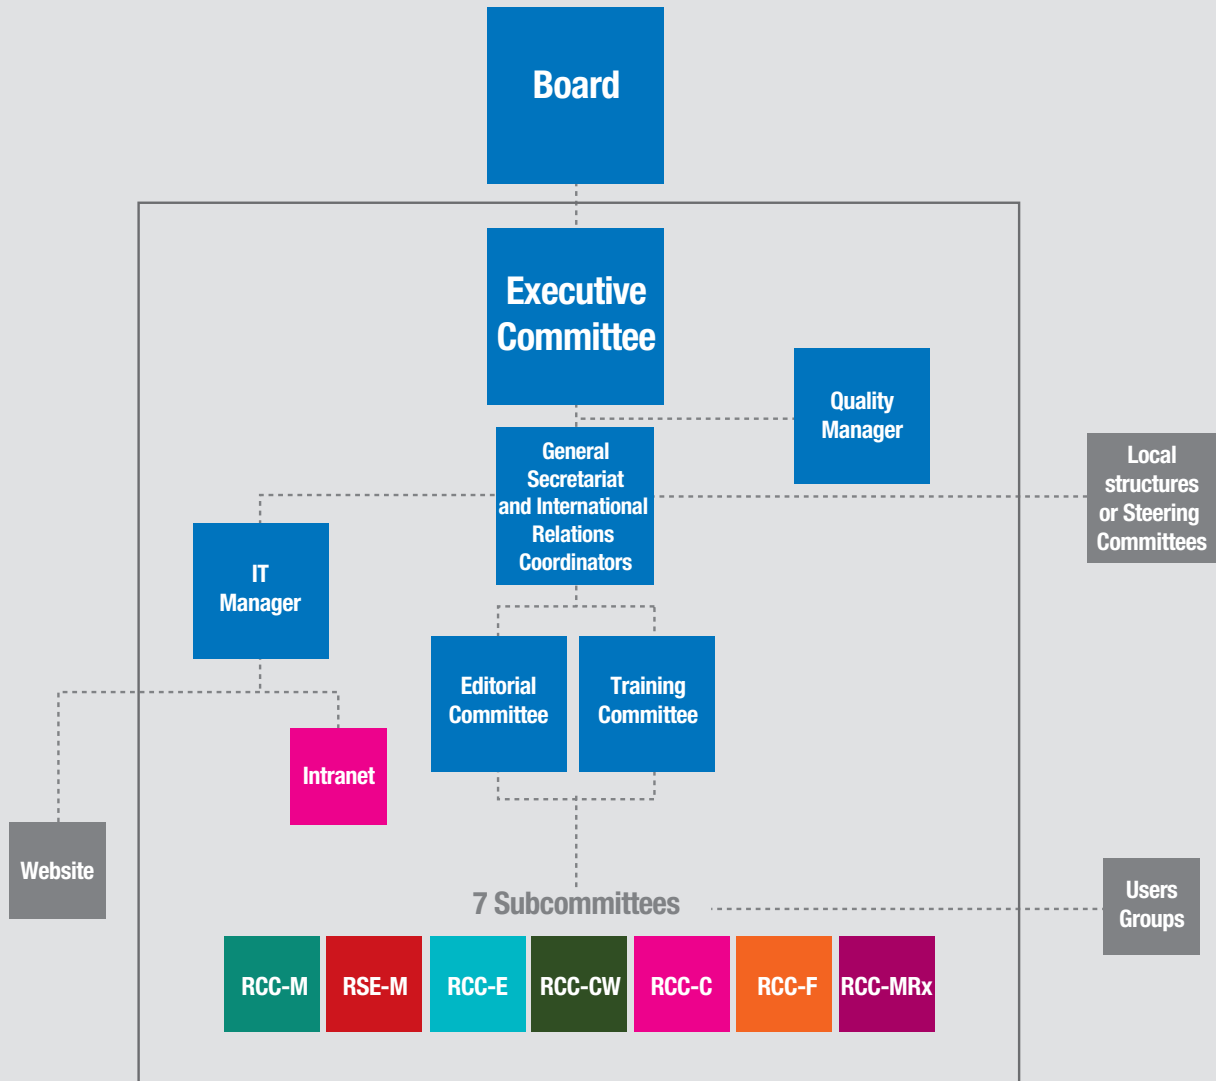 Board
Executive
Committee
Quality
Manager
General
Secretariat
and International
Relations
Coordinators
Local
structures
or Steering
Committees
IT
Manager
Editorial
Committee
Training
Committee
Intranet
Website
7 Subcommittees
Users
Groups
RCC-M
RSE-M
RCC-E
RCC-CW
RCC-C
RCC-F
RCC-MRx